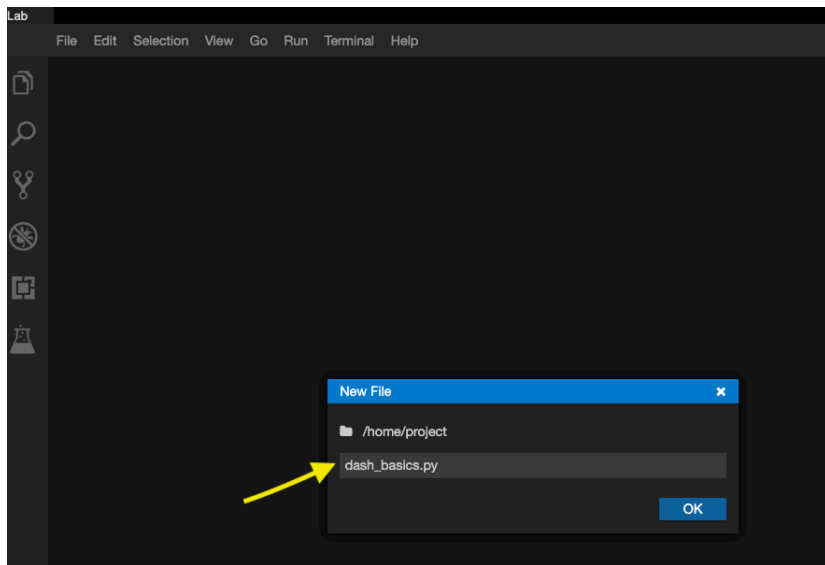 Lab
File Edit Selection View Go Run Terminal Help
New File
/home/project
dash_basics.py
OK